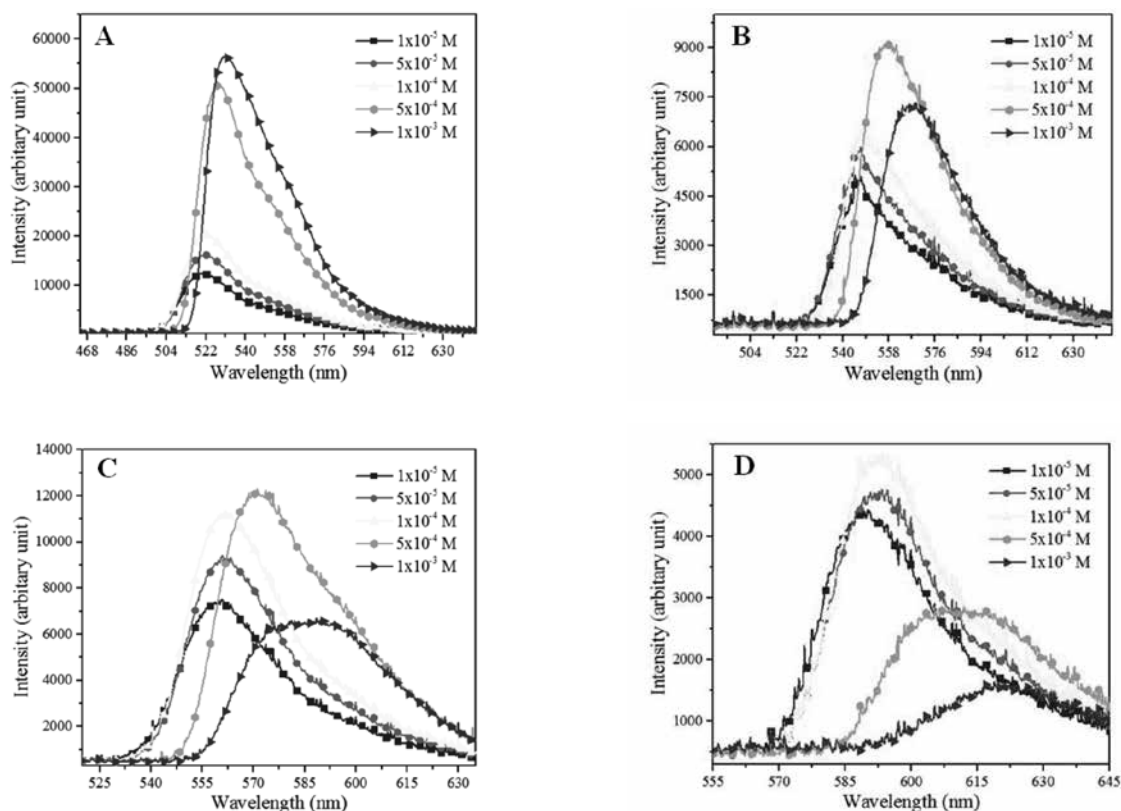 A
1x10⁻⁵ M
5x10⁻⁵ M
1x10⁻⁴ M
5x10⁻⁴ M
1x10⁻³ M
Intensity (arbitary unit)
60000
50000
40000
30000
20000
10000
468 486 504 522 540 558 576 594 612 630
Wavelength (nm)
B
1x10⁻⁵ M
5x10⁻⁵ M
1x10⁻⁴ M
5x10⁻⁴ M
1x10⁻³ M
Intensity (arbitary unit)
9000
7500
6000
4500
3000
1500
504 522 540 558 576 594 612 630
Wavelength (nm)
C
1x10⁻⁵ M
5x10⁻⁵ M
1x10⁻⁴ M
5x10⁻⁴ M
1x10⁻³ M
Intensity (arbitary unit)
14000
12000
10000
8000
6000
4000
2000
525 540 555 570 585 600 615 630
Wavelength (nm)
D
1x10⁻⁵ M
5x10⁻⁵ M
1x10⁻⁴ M
5x10⁻⁴ M
1x10⁻³ M
Intensity (arbitary unit)
5000
4000
3000
2000
1000
555 570 585 600 615 630 645
Wavelength (nm)